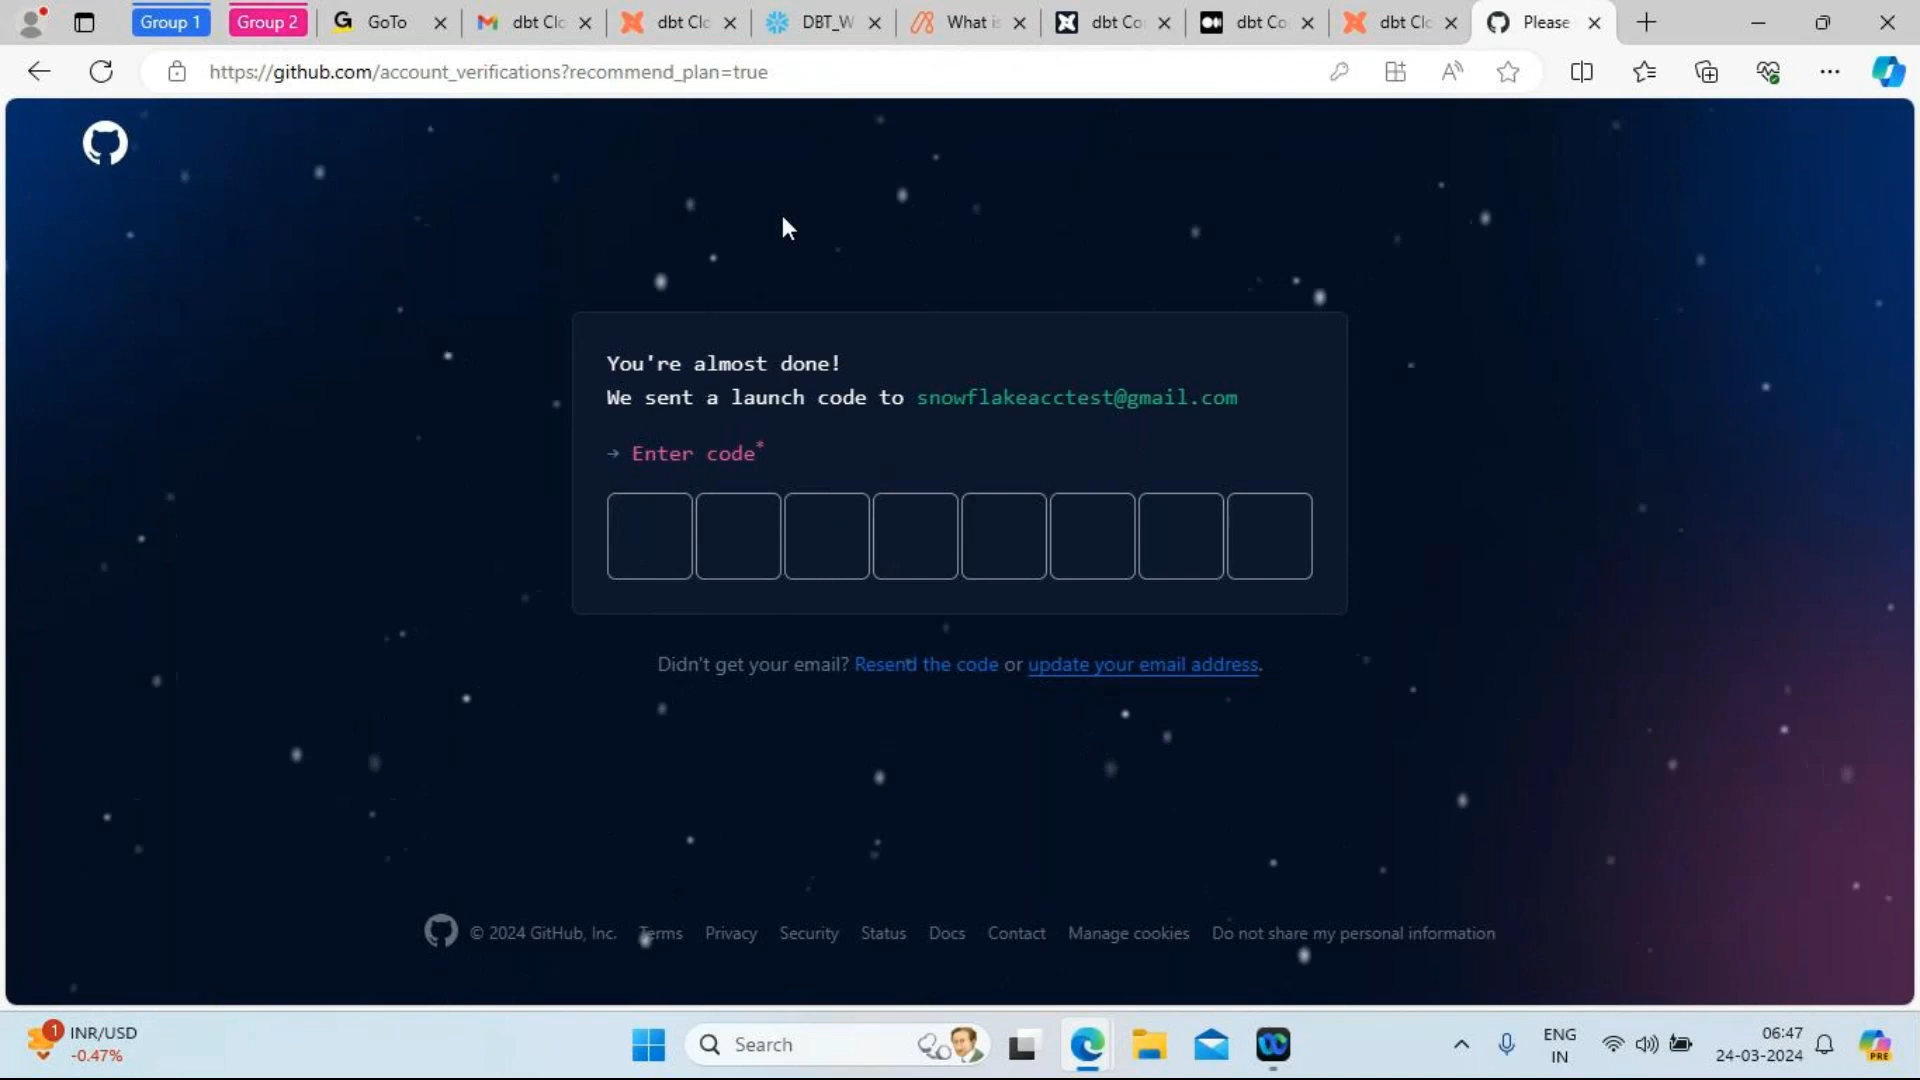 Group 1
Group 2
GoTo
dbt Clo
dbt Clo
DBT_W
What is
dbt Co
dbt Co
dbt Clo
Please
https://github.com/account_verifications?recommend_plan=true
You're almost done!
We sent a launch code to snowflakeacctest@gmail.com
→ Enter code*
Didn't get your email? Resend the code or update your email address.
© 2024 GitHub, Inc. Terms Privacy Security Status Docs Contact Manage cookies Do not share my personal information
1
INR/USD
-0.47%
Search
ENG
IN
06:47
24-03-2024
PRE